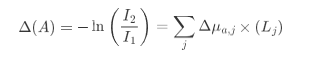 Δ(A) = − ln (I₂ / I₁) = ∑ⱼ Δμₐ,ⱼ × (Lⱼ)